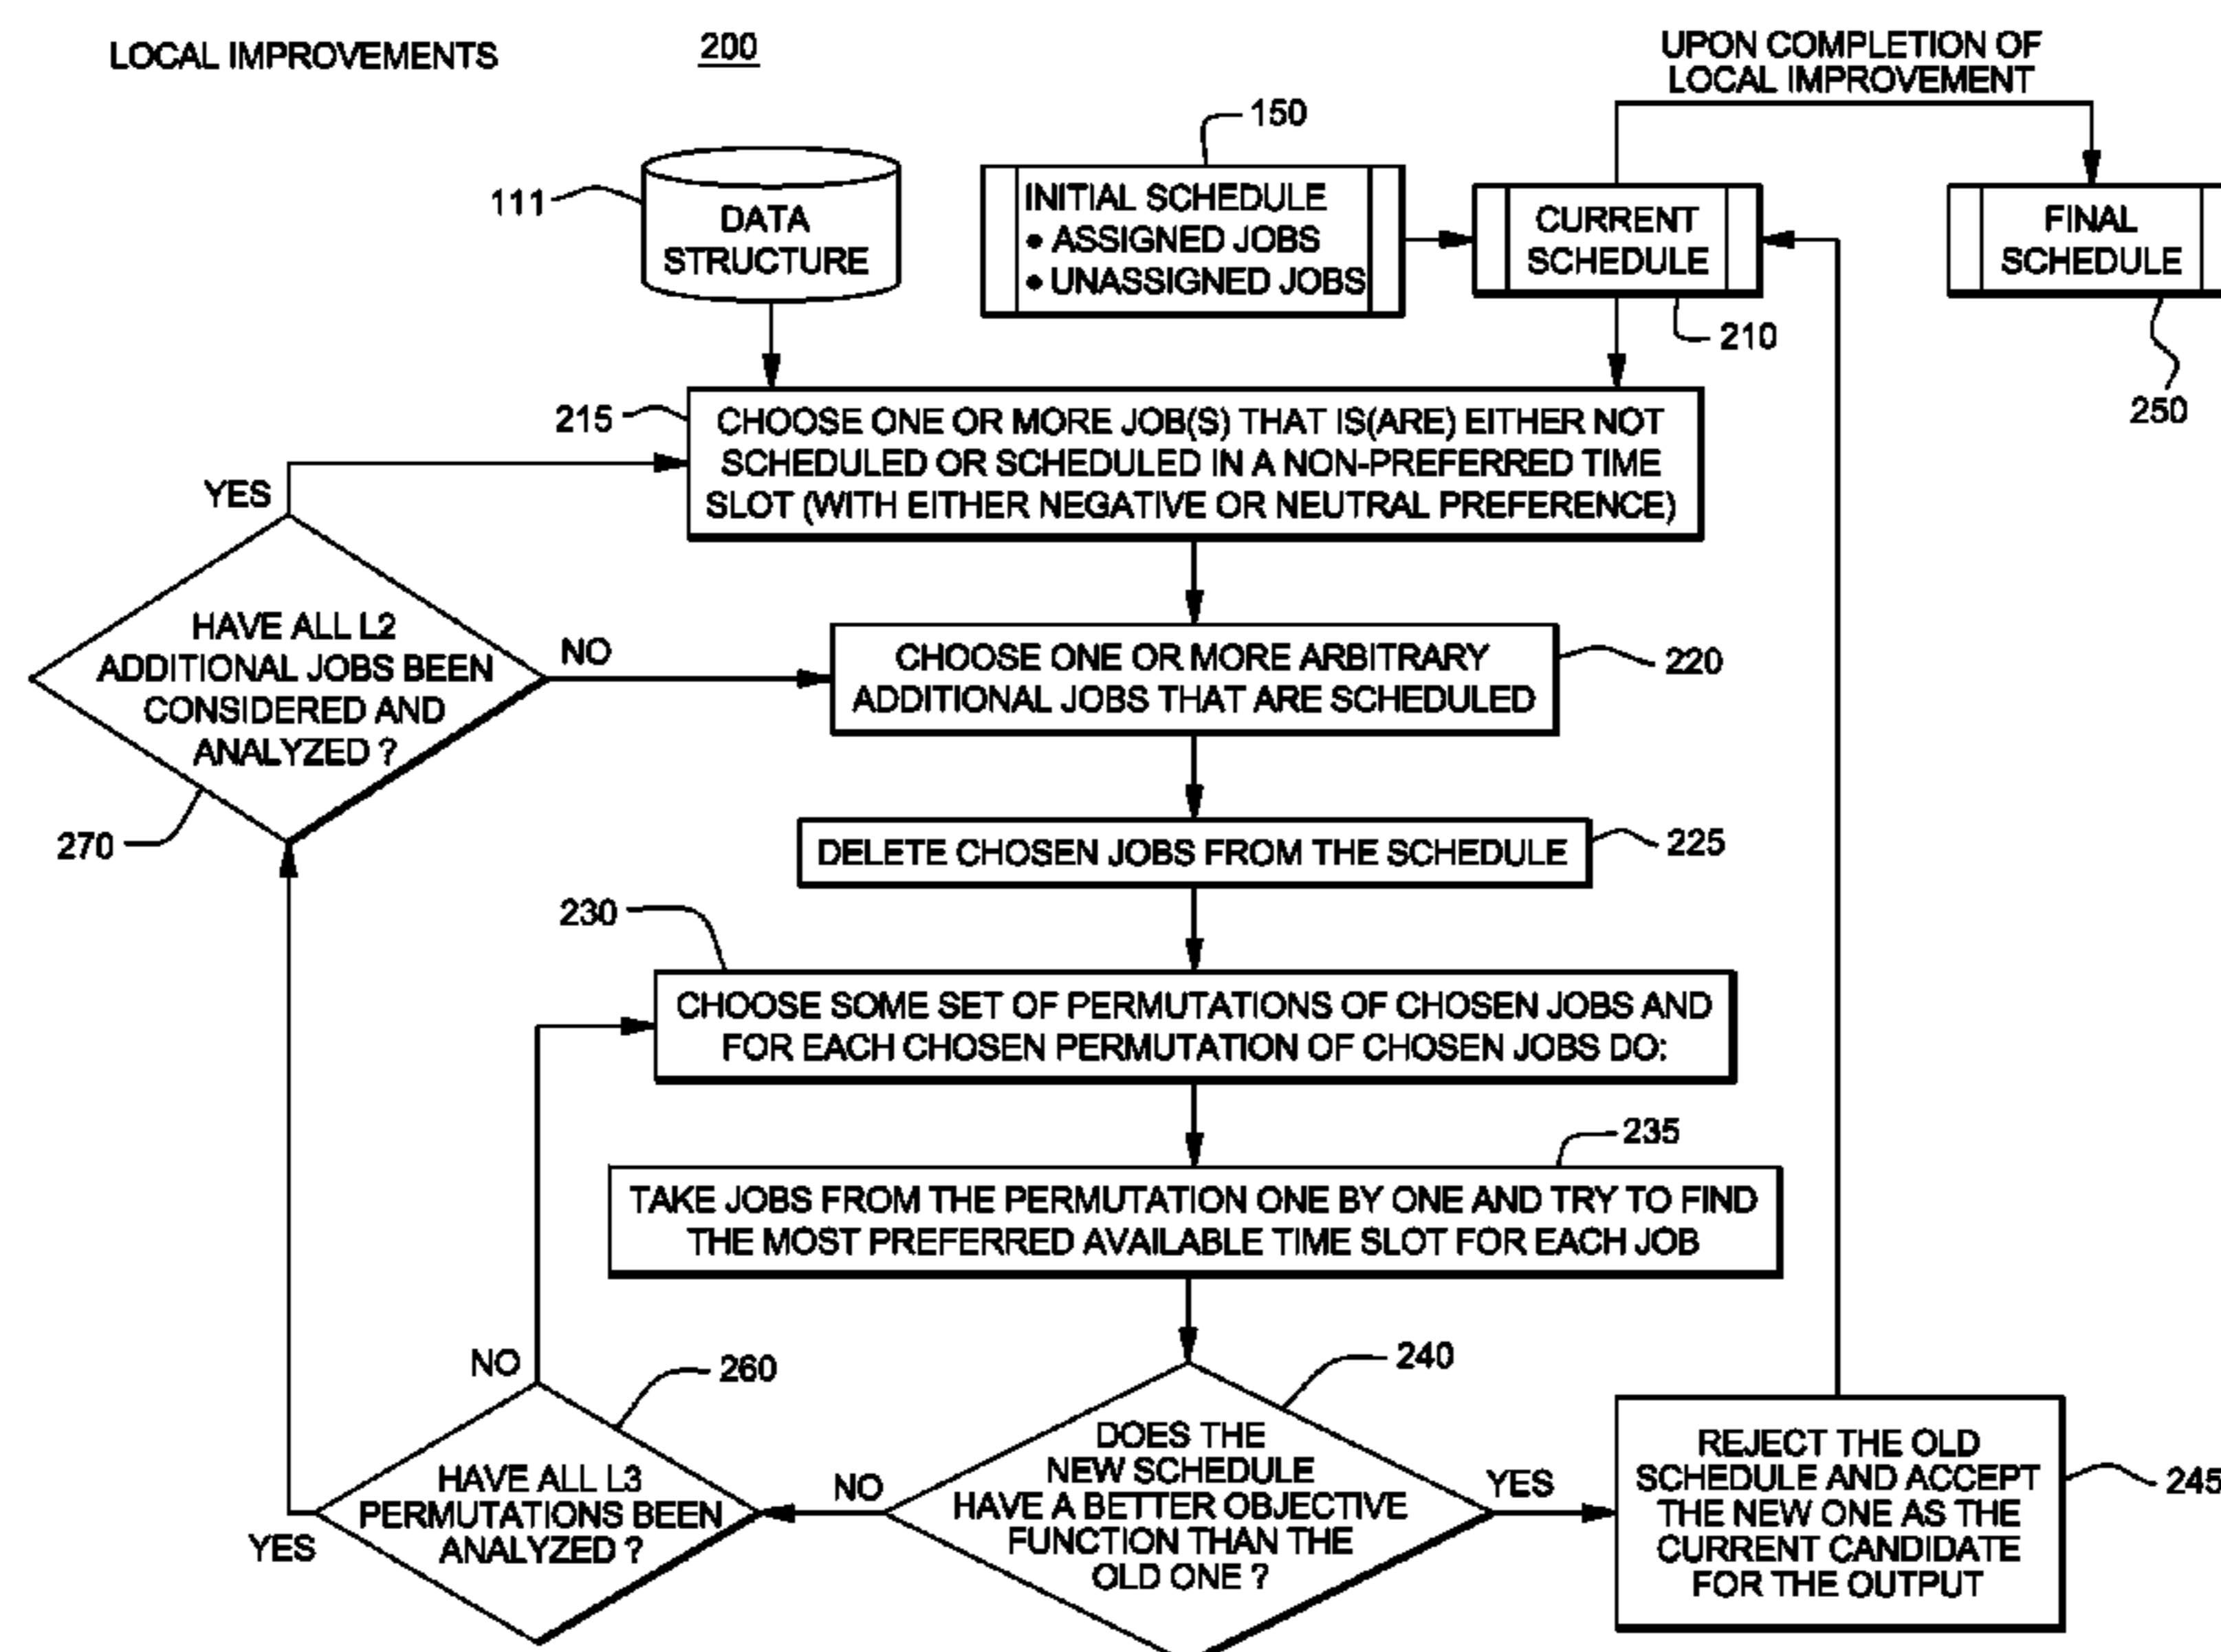 LOCAL IMPROVEMENTS
200
UPON COMPLETION OF
LOCAL IMPROVEMENT
150
111
DATA
STRUCTURE
INITIAL SCHEDULE
• ASSIGNED JOBS
• UNASSIGNED JOBS
CURRENT
SCHEDULE
FINAL
SCHEDULE
210
250
215
CHOOSE ONE OR MORE JOB(S) THAT IS(ARE) EITHER NOT
SCHEDULED OR SCHEDULED IN A NON-PREFERRED TIME
SLOT (WITH EITHER NEGATIVE OR NEUTRAL PREFERENCE)
YES
HAVE ALL L2
ADDITIONAL JOBS BEEN
CONSIDERED AND
ANALYZED ?
NO
270
CHOOSE ONE OR MORE ARBITRARY
ADDITIONAL JOBS THAT ARE SCHEDULED
220
DELETE CHOSEN JOBS FROM THE SCHEDULE
225
230
CHOOSE SOME SET OF PERMUTATIONS OF CHOSEN JOBS AND
FOR EACH CHOSEN PERMUTATION OF CHOSEN JOBS DO:
235
TAKE JOBS FROM THE PERMUTATION ONE BY ONE AND TRY TO FIND
THE MOST PREFERRED AVAILABLE TIME SLOT FOR EACH JOB
NO
260
HAVE ALL L3
PERMUTATIONS BEEN
ANALYZED ?
YES
NO
240
DOES THE
NEW SCHEDULE
HAVE A BETTER OBJECTIVE
FUNCTION THAN THE
OLD ONE ?
YES
REJECT THE OLD
SCHEDULE AND ACCEPT
THE NEW ONE AS THE
CURRENT CANDIDATE
FOR THE OUTPUT
245